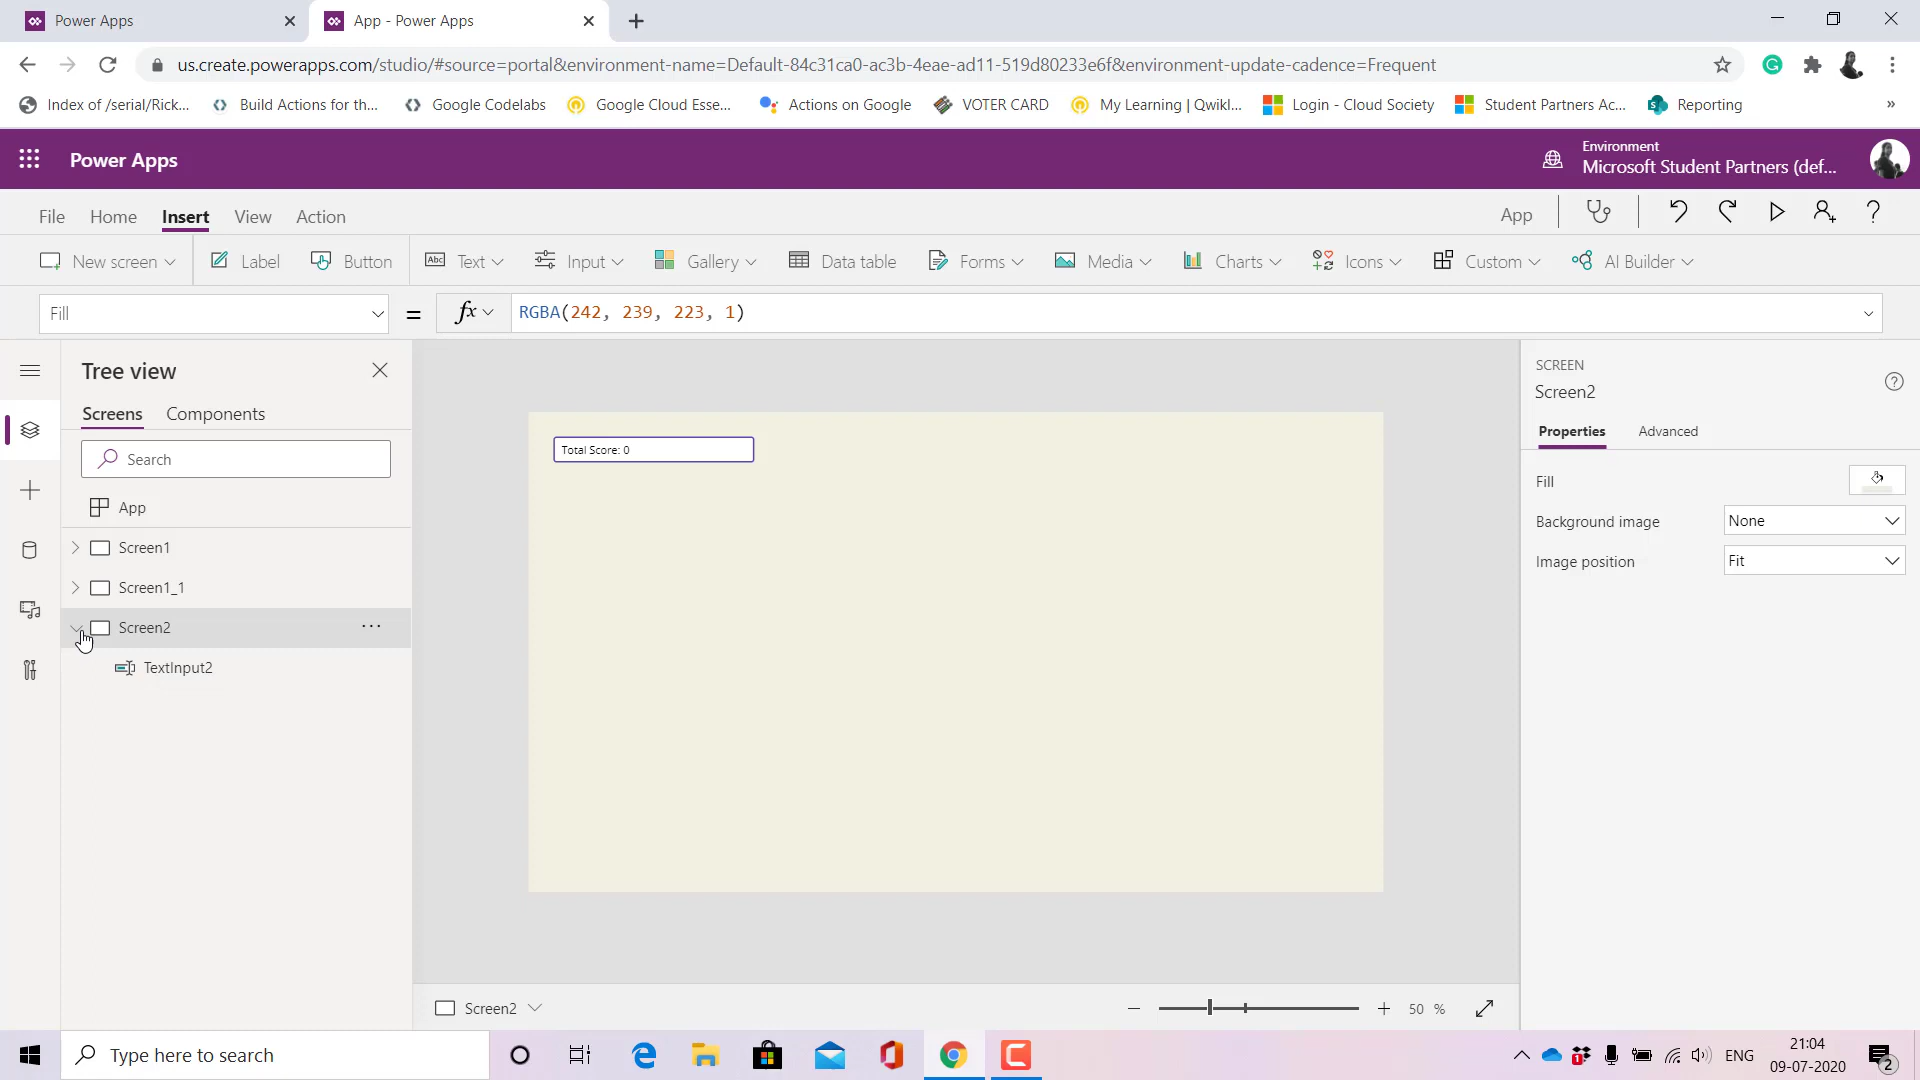 Power Apps
App - Power Apps
us.create.powerapps.com/studio/#source=portal&environment-name=Default-84c31ca0-ac3b-4eae-ad11-519d80233e6f&environment-update-cadence=Frequent
Index of /serial/Rick...
Build Actions for th...
Google Codelabs
Google Cloud Esse...
Actions on Google
VOTER CARD
My Learning | Qwikl...
Login - Cloud Society
Student Partners Ac...
Reporting
»
Power Apps
Environment
Microsoft Student Partners (def...
File
Home
Insert
View
Action
App
New screen
Label
Button
Abc
Text
Input
Gallery
Data table
Forms
Media
Charts
Icons
Custom
AI Builder
Fill
=
fx
RGBA(242, 239, 223, 1)
Tree view
Screens
Components
Search
App
Screen1
Screen1_1
Screen2
...
TextInput2
Total Score: 0
SCREEN
Screen2
Properties
Advanced
Fill
Background image
None
Image position
Fit
Screen2
50 %
Type here to search
1
ENG
21:04
09-07-2020
2